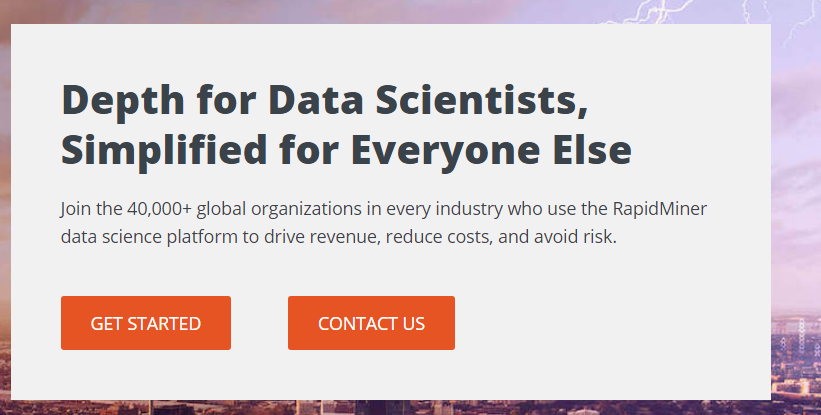 Depth for Data Scientists,
Simplified for Everyone Else
Join the 40,000+ global organizations in every industry who use the RapidMiner
data science platform to drive revenue, reduce costs, and avoid risk.
GET STARTED
CONTACT US